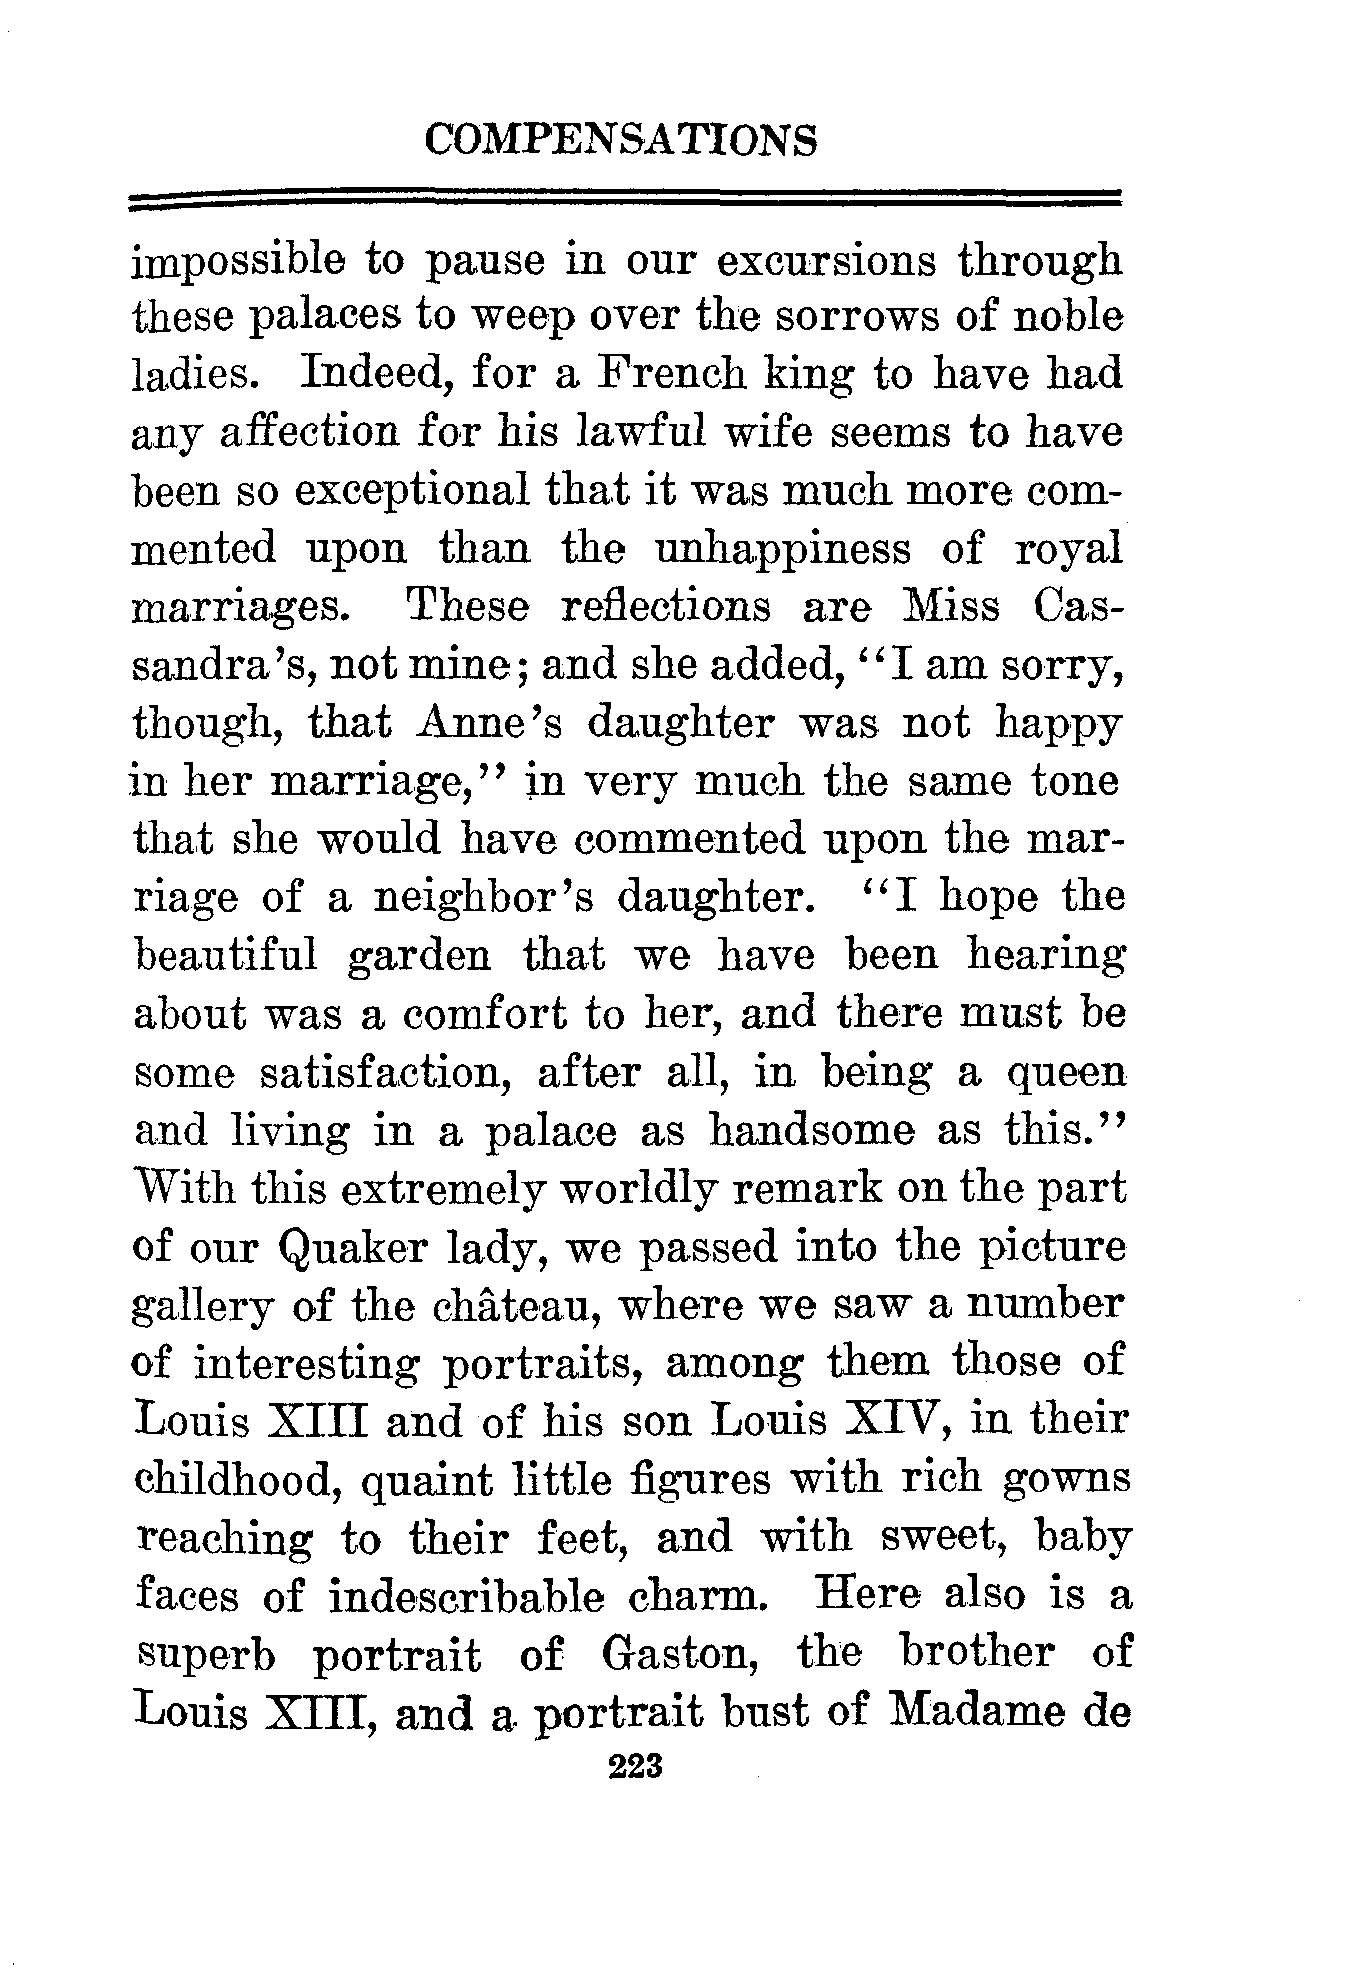 COMPENSATIONS
impossible to pause in our excursions through
these palaces to weep over the sorrows of noble
ladies. Indeed, for a French king to have had
any affection for his lawful wife seems to have
been so exceptional that it was much more com-
mented upon than the unhappiness of royal
marriages. These reflections are Miss Cas-
sandra's, not mine; and she added, "I am sorry,
though, that Anne's daughter was not happy
in her marriage," in very much the same tone
that she would have commented upon the mar-
riage of a neighbor's daughter. "I hope the
beautiful garden that we have been hearing
about was a comfort to her, and there must be
some satisfaction, after all, in being a queen
and living in a palace as handsome as this."
With this extremely worldly remark on the part
of our Quaker lady, we passed into the picture
gallery of the château, where we saw a number
of interesting portraits, among them those of
Louis XIII and of his son Louis XIV, in their
childhood, quaint little figures with rich gowns
reaching to their feet, and with sweet, baby
faces of indescribable charm. Here also is a
superb portrait of Gaston, the brother of
Louis XIII, and a portrait bust of Madame de
223